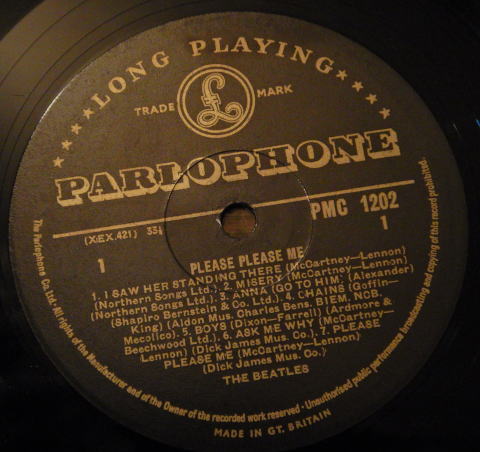 ★★★★★ LONG PLAYING ★★★★★
TRADE £ MARK
PARLOPHONE
PMC 1202
(XEX.421) 33⅓
1 1
PLEASE PLEASE ME
1. I SAW HER STANDING THERE (McCartney—Lennon)
(Northern Songs Ltd.) 2. MISERY (McCartney—Lennon)
(Northern Songs Ltd.) 3. ANNA (GO TO HIM) (Alexander)
(Shapiro Bernstein & Co. Ltd.) 4. CHAINS (Goffin—
King) (Aldon Mus. Charles Bens. BIEM, NCB,
Mecolico). 5. BOYS (Dixon—Farrell) (Ardmore &
Beechwood Ltd.) 6. ASK ME WHY (McCartney—
Lennon) (Dick James Mus. Co.) 7. PLEASE
PLEASE ME (McCartney—Lennon)
(Dick James Mus. Co.)
THE BEATLES
The Parlophone Co. Ltd. All rights of the Manufacturer and of the Owner of the recorded work reserved · Unauthorised public performance broadcasting and copying of this record prohibited.
MADE IN GT. BRITAIN